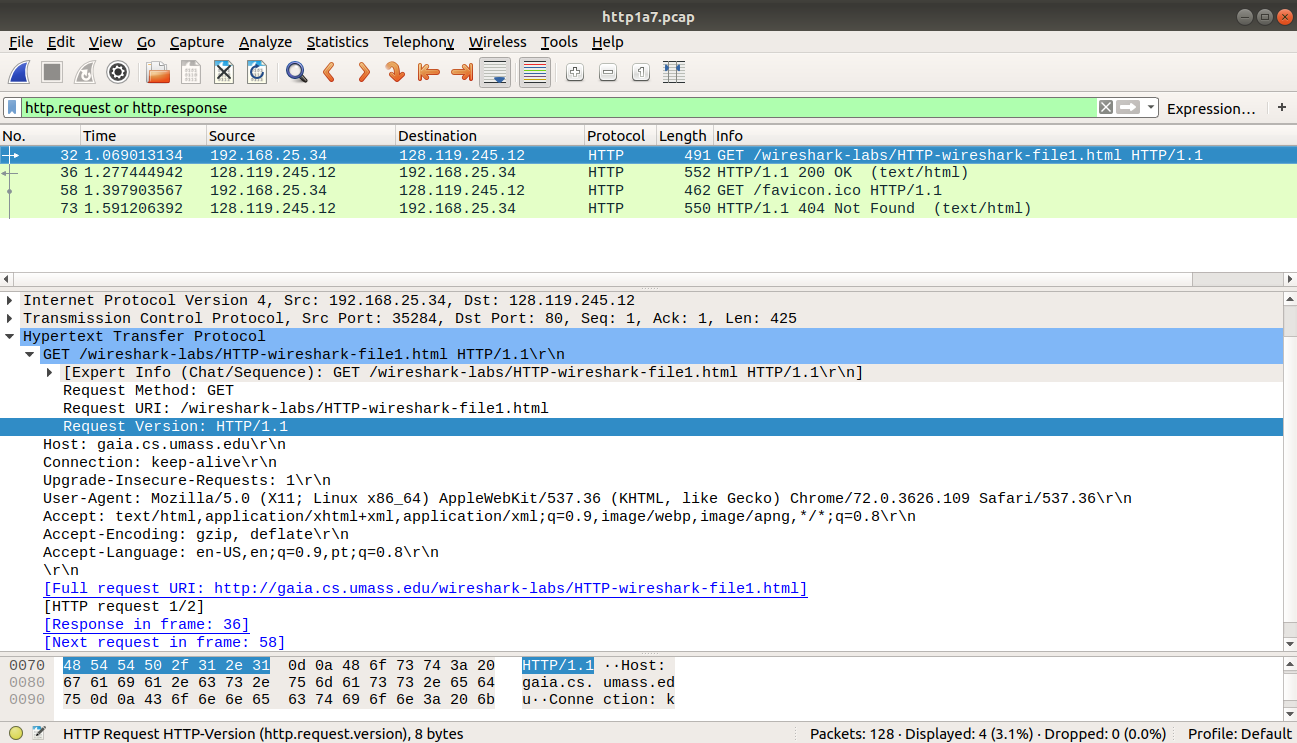 http1a7.pcap
File Edit View Go Capture Analyze Statistics Telephony Wireless Tools Help
http.request or http.response Expression… +
No. Time Source Destination Protocol Length Info
32 1.069013134 192.168.25.34 128.119.245.12 HTTP 491 GET /wireshark-labs/HTTP-wireshark-file1.html HTTP/1.1
36 1.277444942 128.119.245.12 192.168.25.34 HTTP 552 HTTP/1.1 200 OK  (text/html)
58 1.397903567 192.168.25.34 128.119.245.12 HTTP 462 GET /favicon.ico HTTP/1.1
73 1.591206392 128.119.245.12 192.168.25.34 HTTP 550 HTTP/1.1 404 Not Found  (text/html)
Internet Protocol Version 4, Src: 192.168.25.34, Dst: 128.119.245.12
Transmission Control Protocol, Src Port: 35284, Dst Port: 80, Seq: 1, Ack: 1, Len: 425
Hypertext Transfer Protocol
GET /wireshark-labs/HTTP-wireshark-file1.html HTTP/1.1\r\n
[Expert Info (Chat/Sequence): GET /wireshark-labs/HTTP-wireshark-file1.html HTTP/1.1\r\n]
Request Method: GET
Request URI: /wireshark-labs/HTTP-wireshark-file1.html
Request Version: HTTP/1.1
Host: gaia.cs.umass.edu\r\n
Connection: keep-alive\r\n
Upgrade-Insecure-Requests: 1\r\n
User-Agent: Mozilla/5.0 (X11; Linux x86_64) AppleWebKit/537.36 (KHTML, like Gecko) Chrome/72.0.3626.109 Safari/537.36\r\n
Accept: text/html,application/xhtml+xml,application/xml;q=0.9,image/webp,image/apng,*/*;q=0.8\r\n
Accept-Encoding: gzip, deflate\r\n
Accept-Language: en-US,en;q=0.9,pt;q=0.8\r\n
\r\n
[Full request URI: http://gaia.cs.umass.edu/wireshark-labs/HTTP-wireshark-file1.html]
[HTTP request 1/2]
[Response in frame: 36]
[Next request in frame: 58]
0070 48 54 54 50 2f 31 2e 31 0d 0a 48 6f 73 74 3a 20 HTTP/1.1 ··Host:
0080 67 61 69 61 2e 63 73 2e 75 6d 61 73 73 2e 65 64 gaia.cs. umass.ed
0090 75 0d 0a 43 6f 6e 6e 65 63 74 69 6f 6e 3a 20 6b u··Conne ction: k
HTTP Request HTTP-Version (http.request.version), 8 bytes Packets: 128 · Displayed: 4 (3.1%) · Dropped: 0 (0.0%) Profile: Default